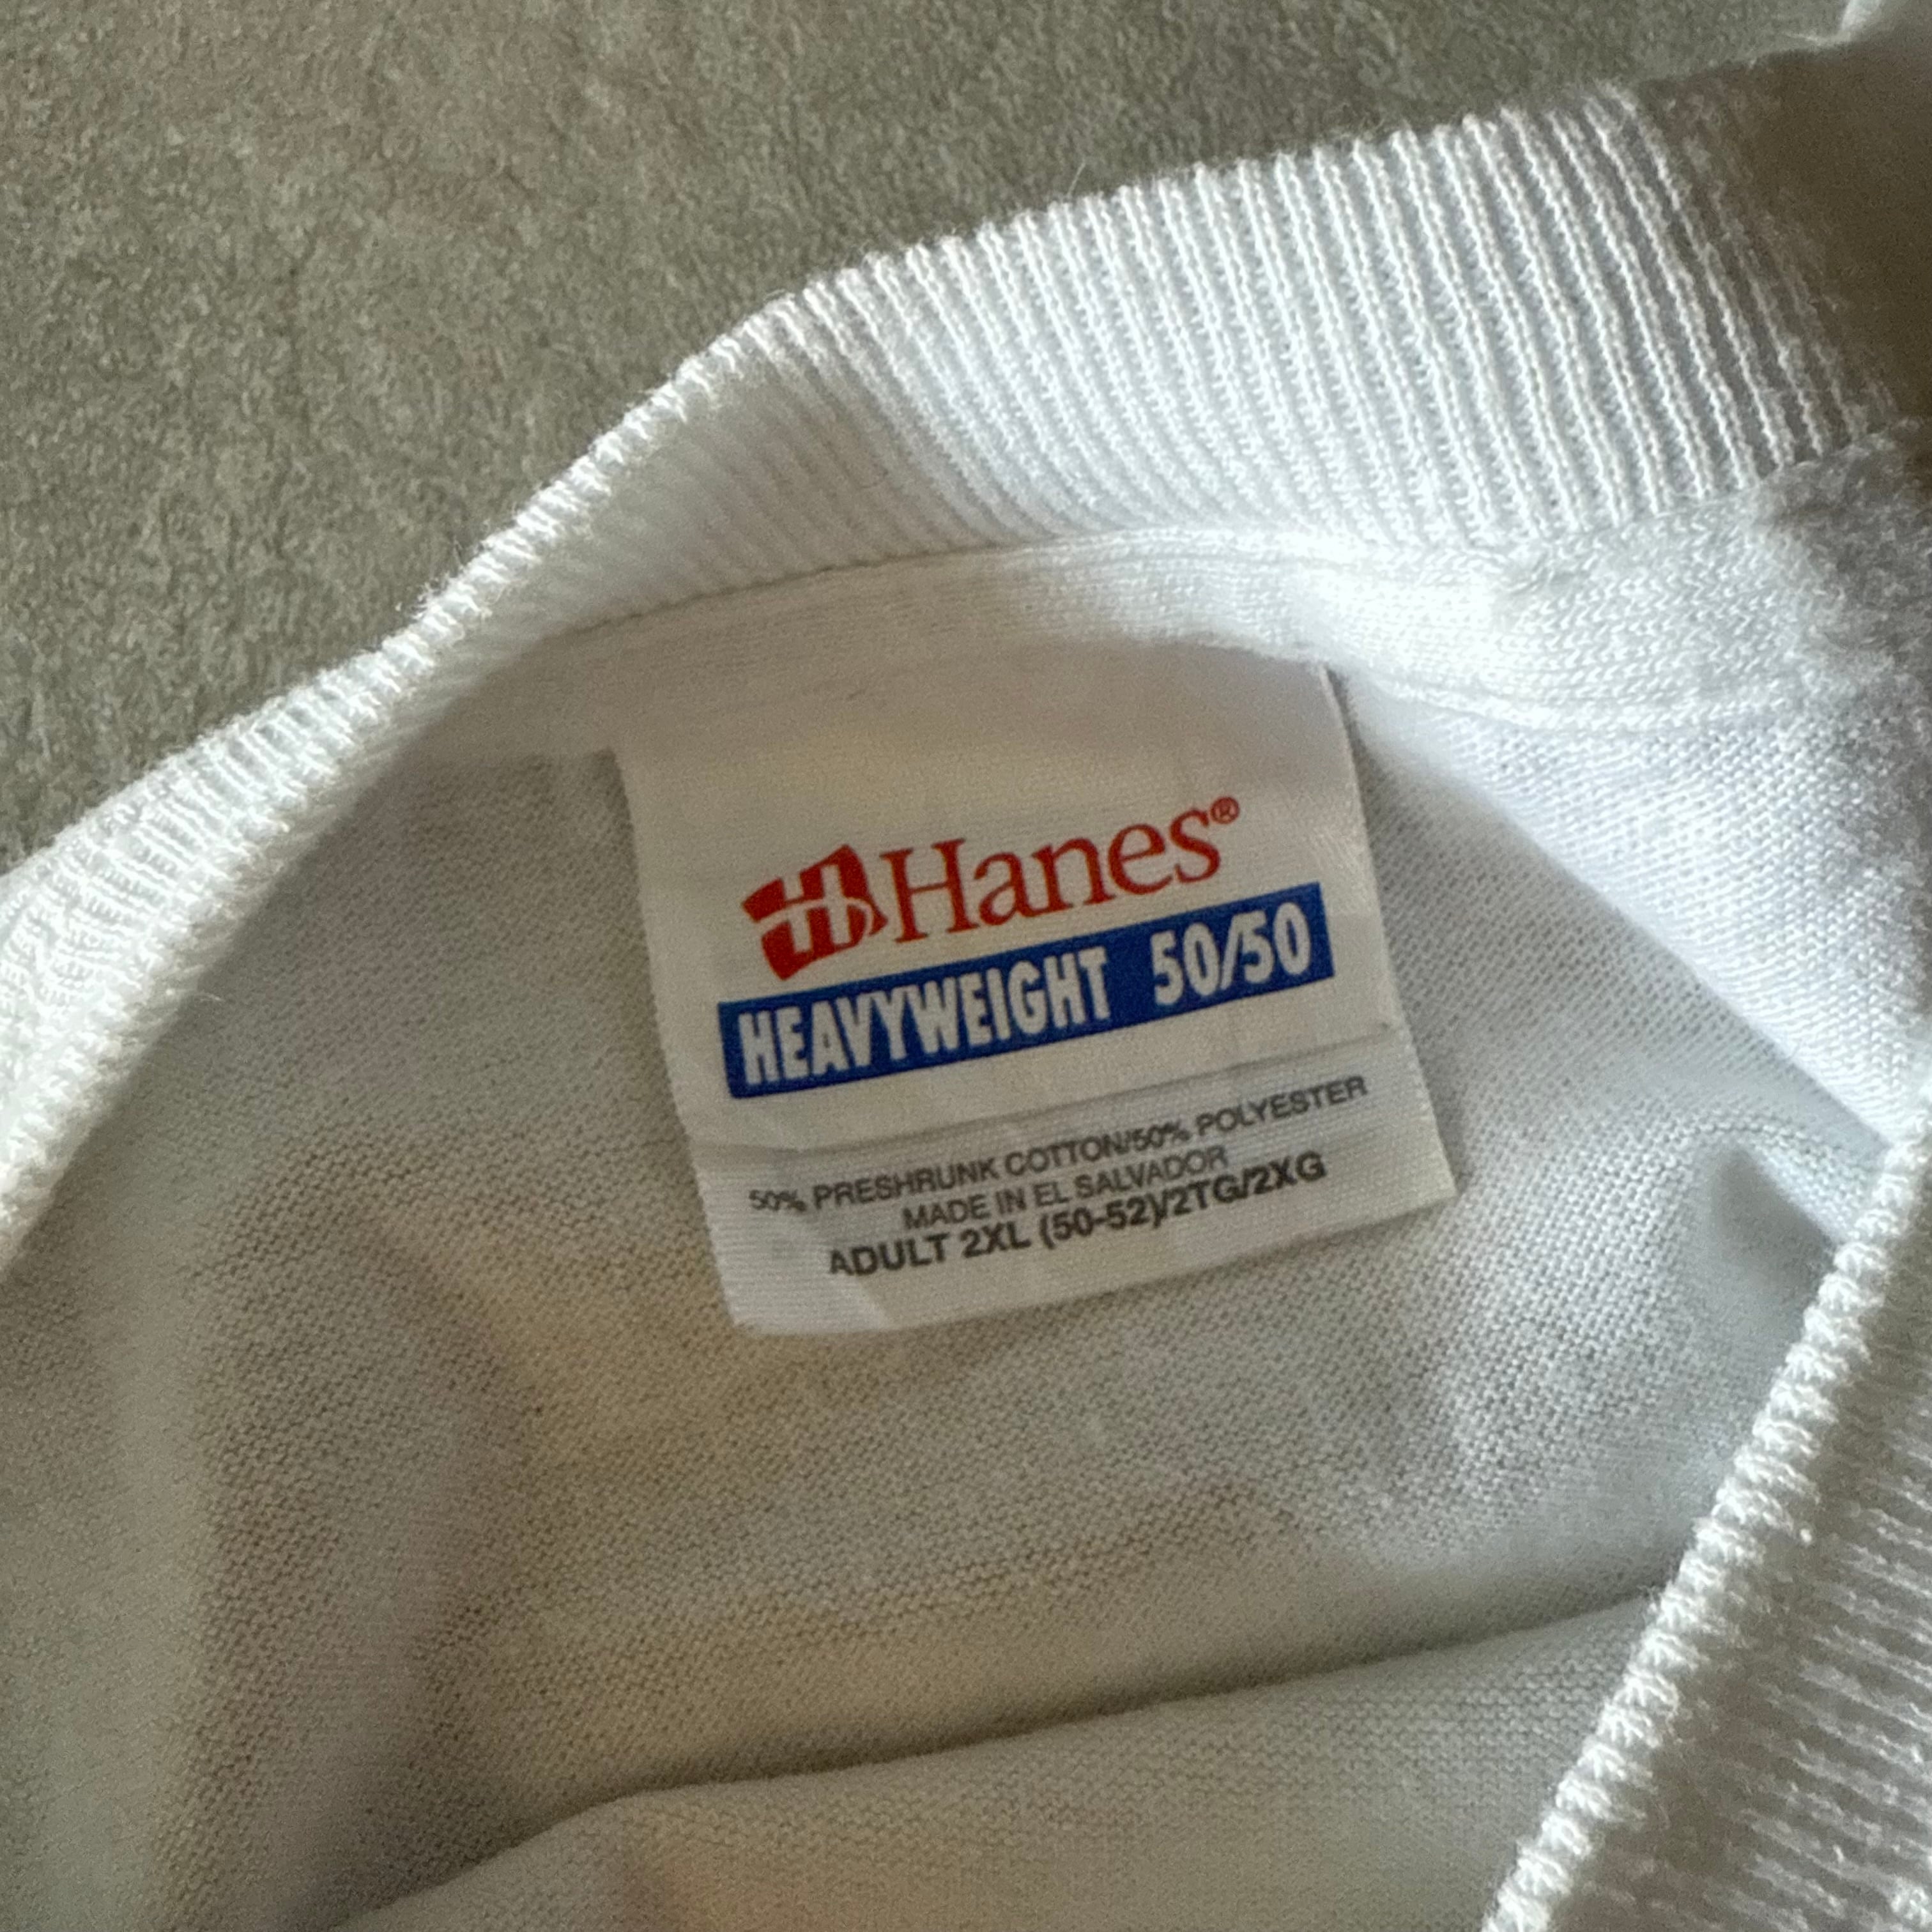 Hanes®
HEAVYWEIGHT 50/50
50% PRESHRUNK COTTON/50% POLYESTER
MADE IN EL SALVADOR
ADULT 2XL (50-52)/2TG/2XG